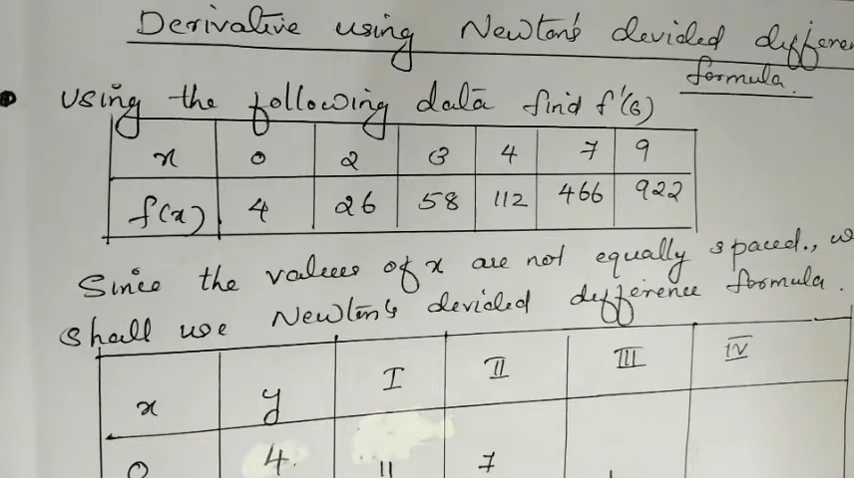 Derivative using Newton's devided differen
formula.
Using the following data find f'(6)
x 0 2 3 4 7 9
f(x) 4 26 58 112 466 922
Since the values of x are not equally spaced., w
shall use Newton's devided difference formula.
x y I II III IV
0 4 11 7